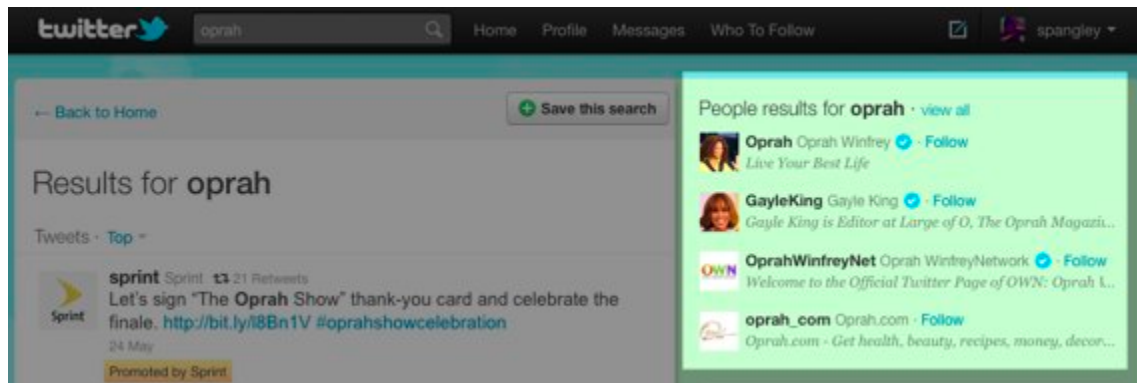 twitter
oprah
Home Profile Messages Who To Follow
spangley
← Back to Home
Save this search
Results for oprah
Tweets · Top
Sprint
sprint Sprint 21 Retweets
Let's sign "The Oprah Show" thank-you card and celebrate the
finale. http://bit.ly/l8Bn1V #oprahshowcelebration
24 May
Promoted by Sprint
People results for oprah · view all
Oprah Oprah Winfrey · Follow
Live Your Best Life
GayleKing Gayle King · Follow
Gayle King is Editor at Large of O, The Oprah Magazi...
OWN
OprahWinfreyNet Oprah WinfreyNetwork · Follow
Welcome to the Official Twitter Page of OWN: Oprah W...
oprah_com Oprah.com · Follow
Oprah.com - Get health, beauty, recipes, money, decor...